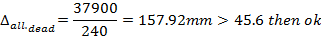 Δall.dead = 37900/240 = 157.92mm > 45.6 then ok